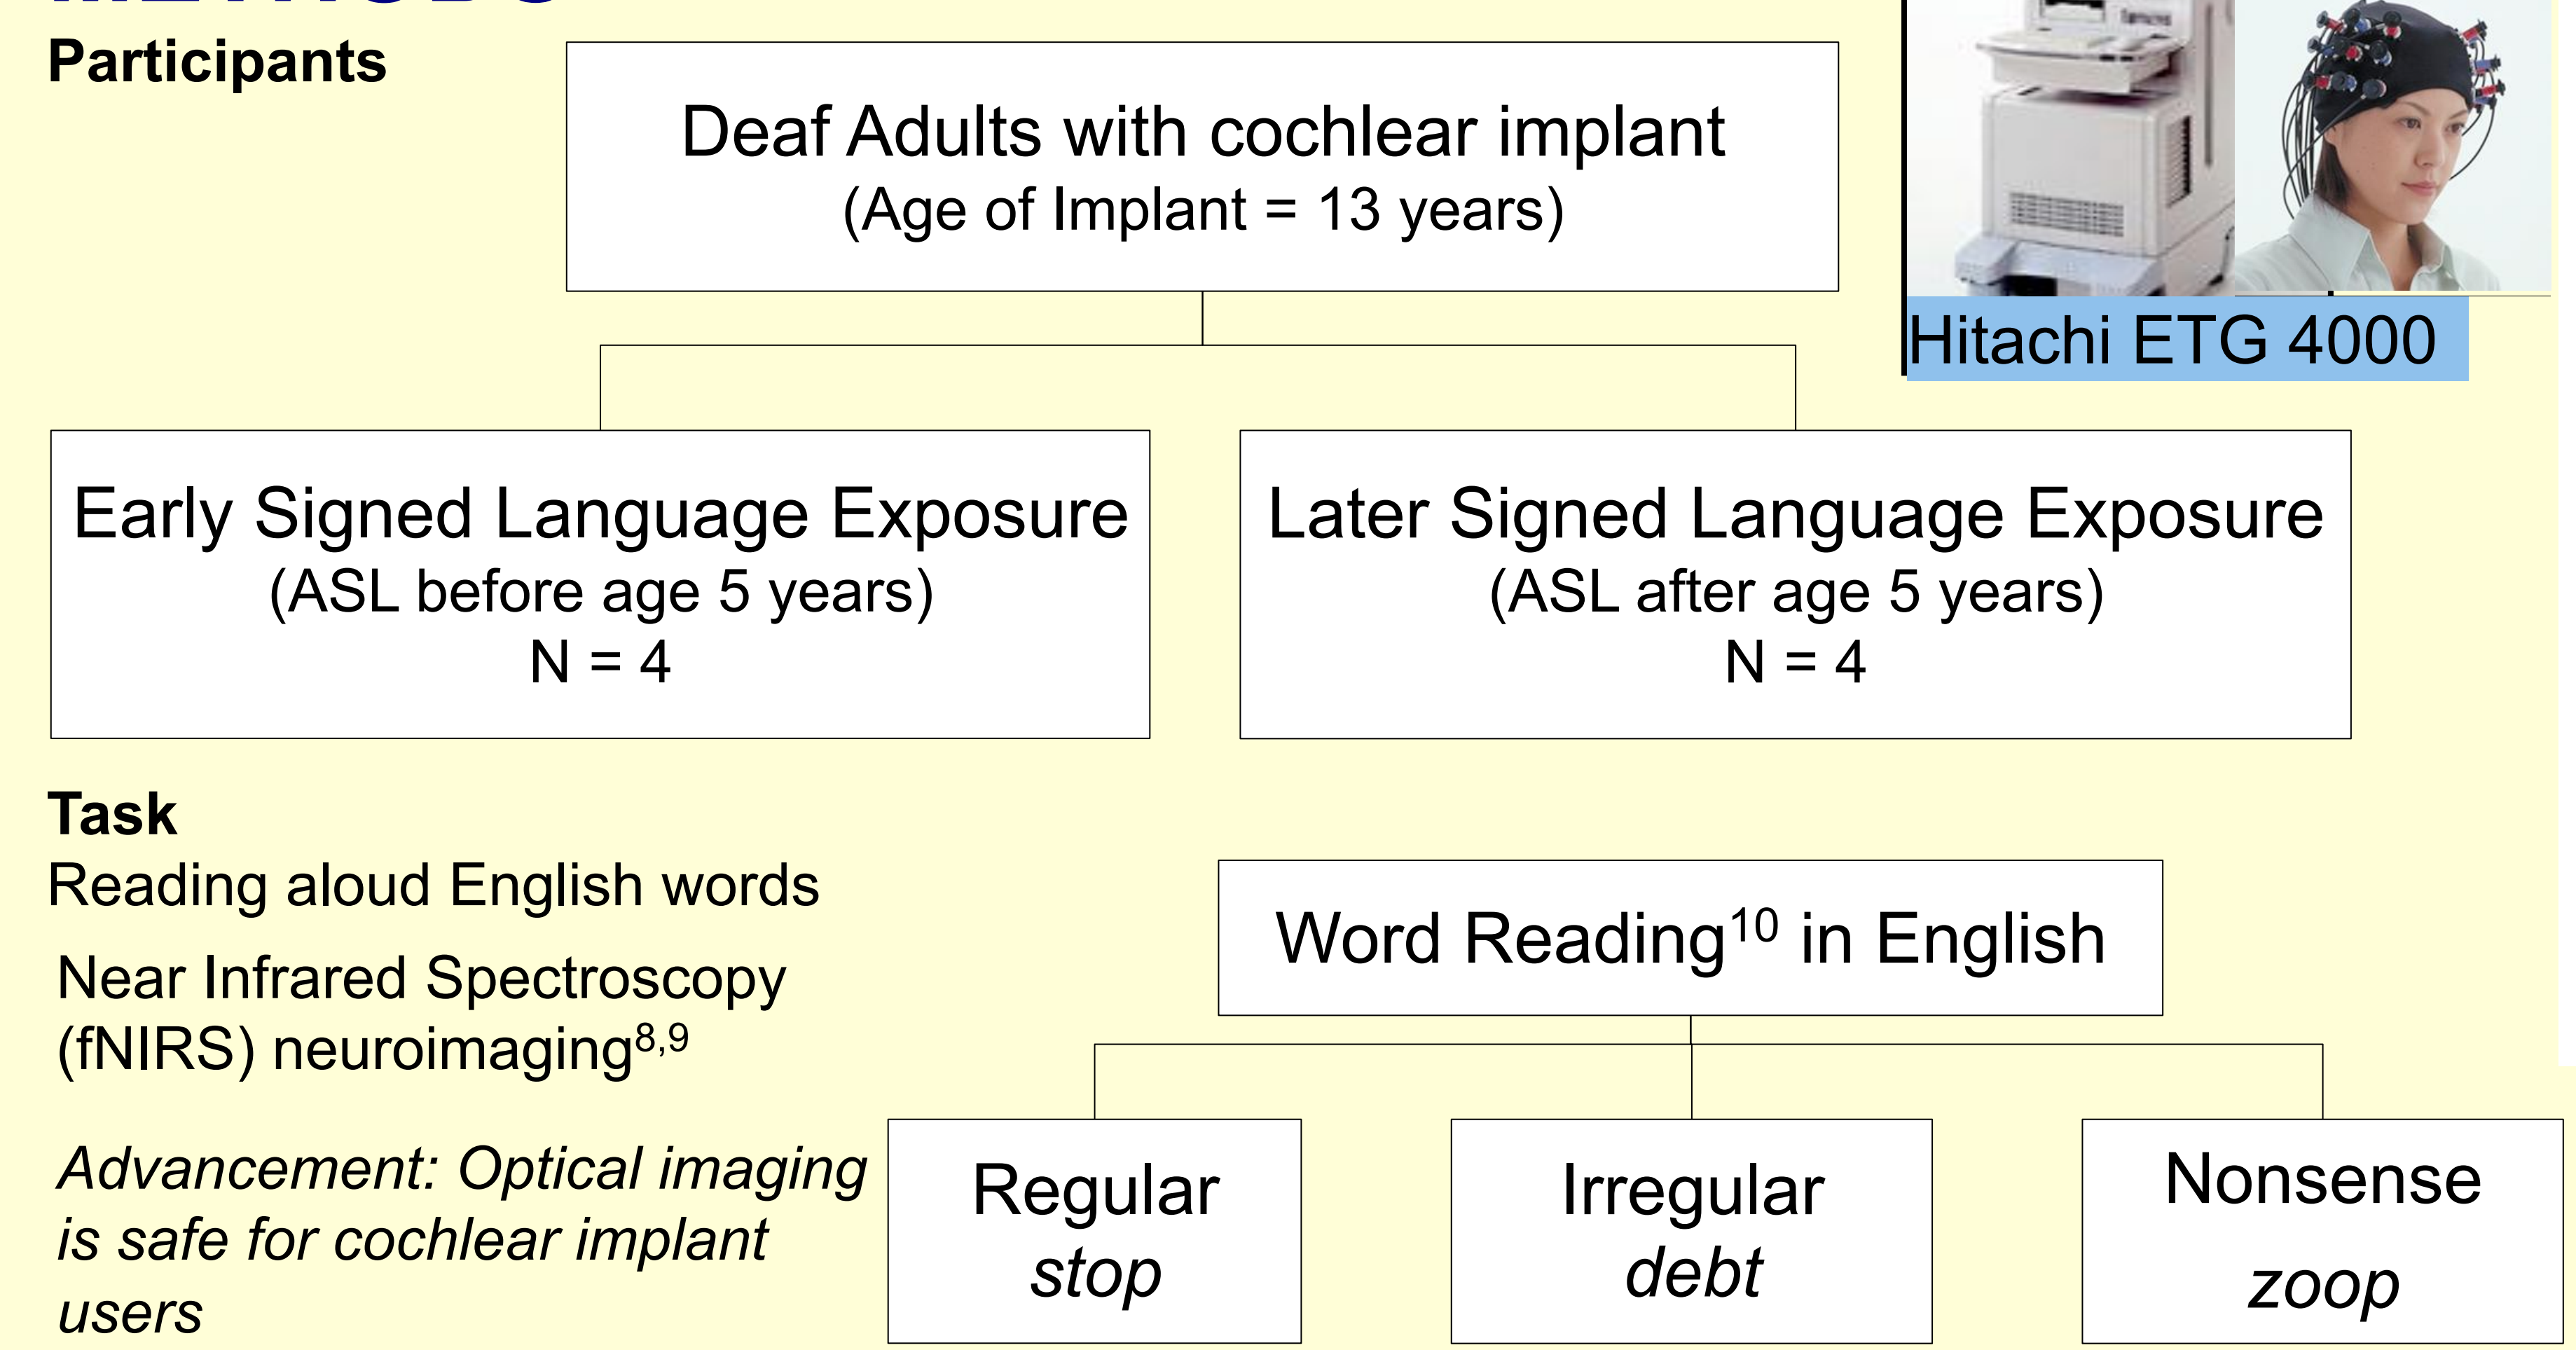 METHODS
Participants
Deaf Adults with cochlear implant
(Age of Implant = 13 years)
Hitachi ETG 4000
Early Signed Language Exposure
(ASL before age 5 years)
N = 4
Later Signed Language Exposure
(ASL after age 5 years)
N = 4
Task
Reading aloud English words
Near Infrared Spectroscopy
(fNIRS) neuroimaging8,9
Advancement: Optical imaging
is safe for cochlear implant
users
Word Reading10 in English
Regular
stop
Irregular
debt
Nonsense
zoop